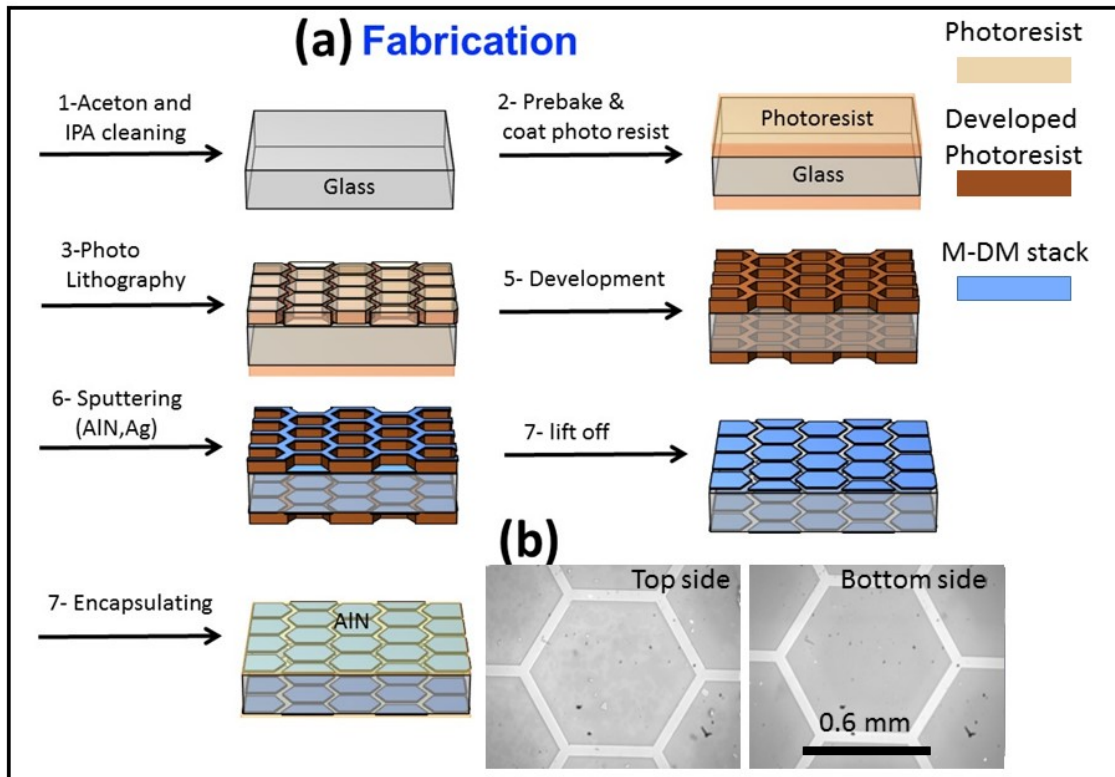 (a) Fabrication
1-Aceton and
IPA cleaning
Glass
2- Prebake &
coat photo resist
Photoresist
Glass
Photoresist
Developed
Photoresist
M-DM stack
3-Photo
Lithography
5- Development
6- Sputtering
(AlN,Ag)
7- lift off
7- Encapsulating
AlN
(b)
Top side
Bottom side
0.6 mm